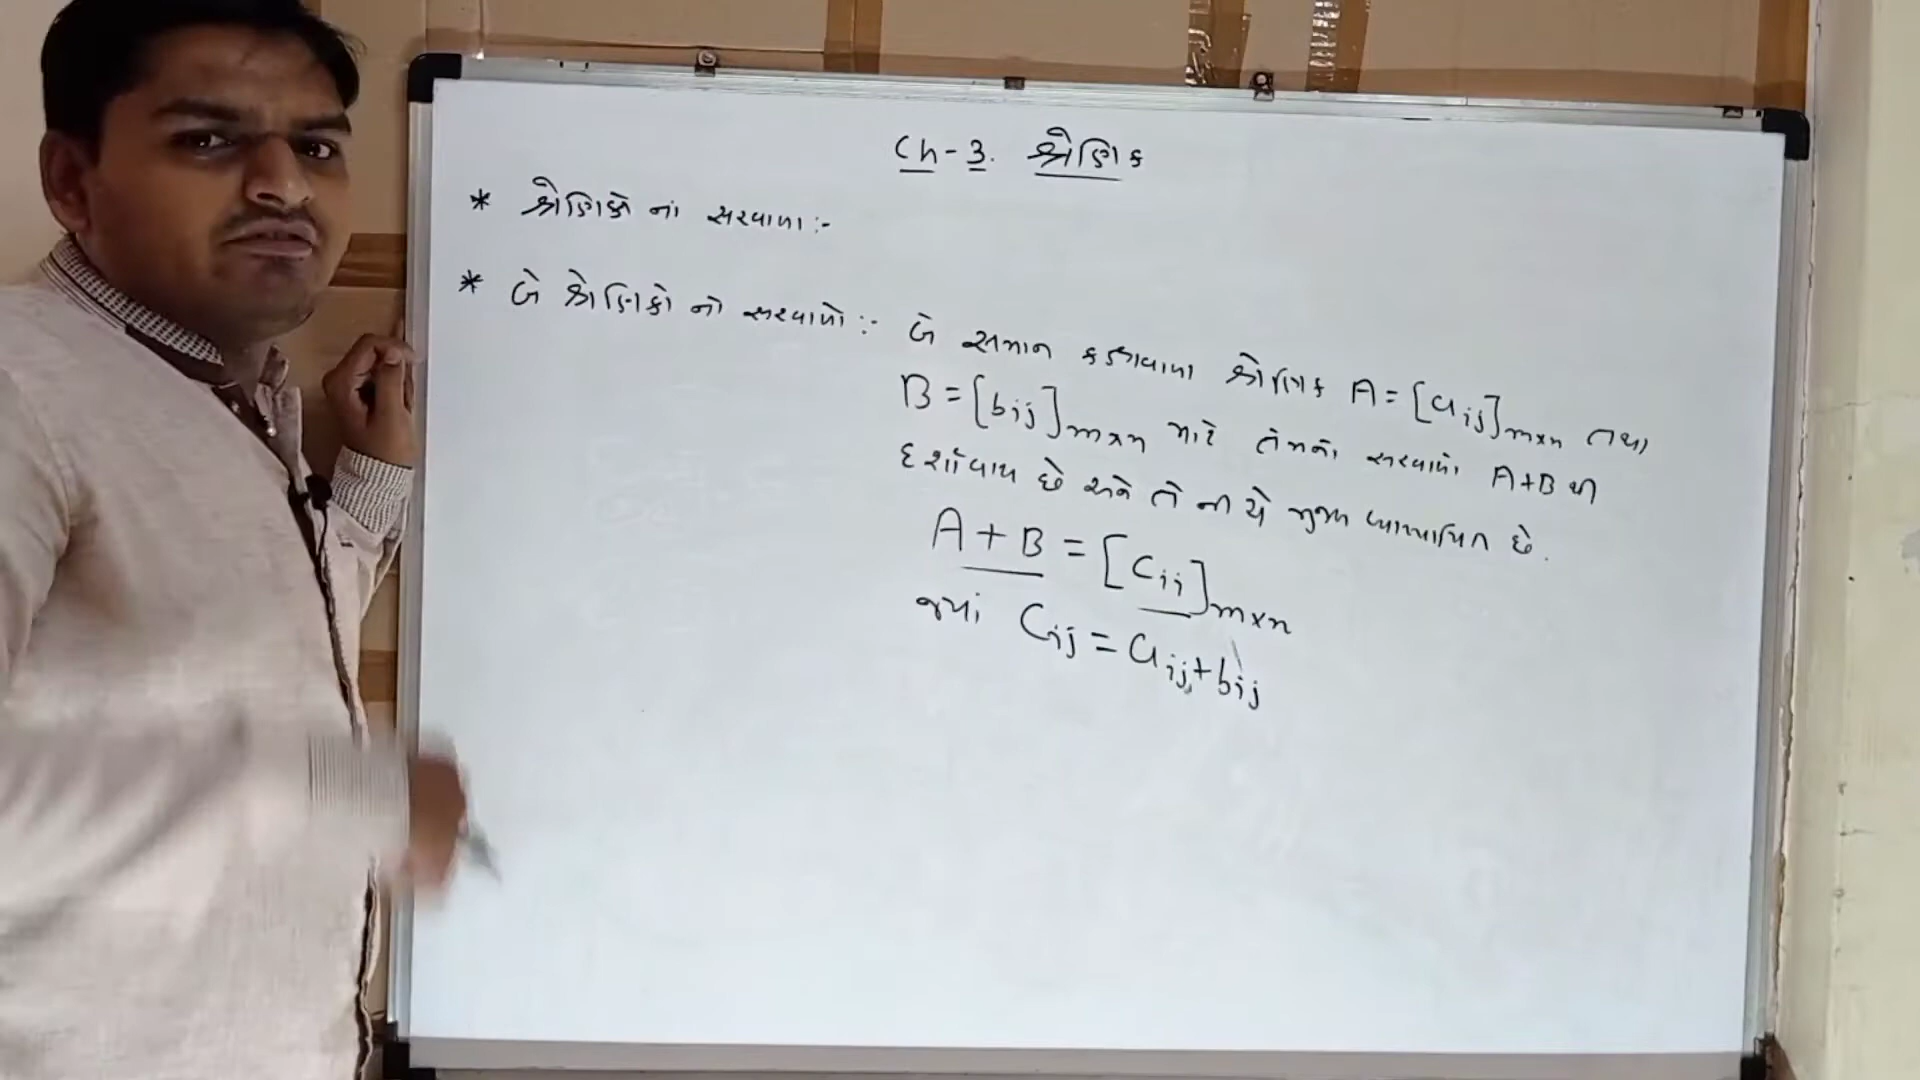 Ch-3. શ્રેણિક
* શ્રેણિકો ના સરવાળા :-
* બે શ્રેણિકો નો સરવાળો :- બે સમાન કક્ષાવાળા શ્રેણિક A = [aij]m×n તથા
B = [bij]m×n માટે તેમનો સરવાળો A+B થી
દર્શાવાય છે અને તે નીચે મુજબ વ્યાખ્યાયિત છે.
A + B = [Cij]m×n
જ્યાં Cij = aij + bij